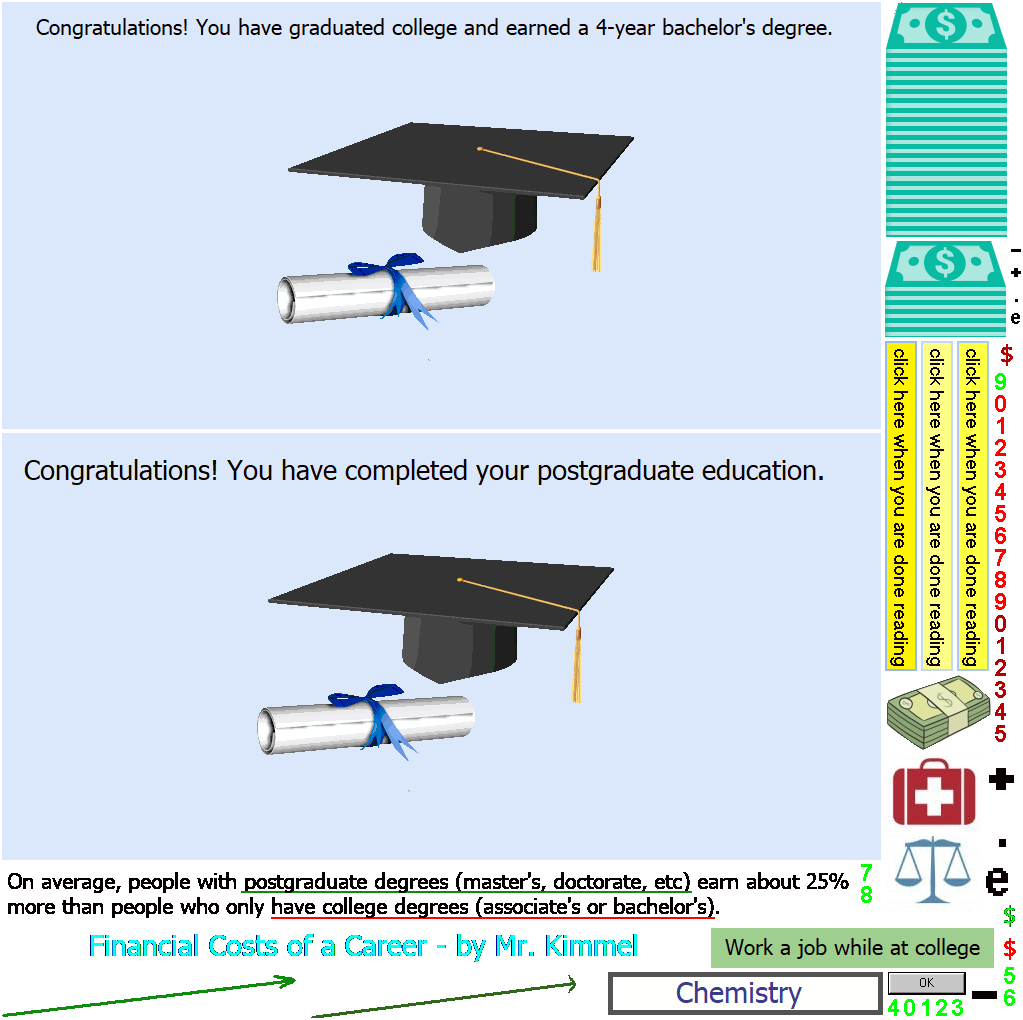 Congratulations! You have graduated college and earned a 4-year bachelor's degree.
$
$
-
+
.
e
click here when you are done reading
click here when you are done reading
click here when you are done reading
$
9
0
1
2
3
4
5
6
7
8
9
0
1
2
3
4
5
Congratulations! You have completed your postgraduate education.
+
.
e
On average, people with postgraduate degrees (master's, doctorate, etc) earn about 25%
more than people who only have college degrees (associate's or bachelor's).
7
8
$
$
5
6
Financial Costs of a Career - by Mr. Kimmel
Work a job while at college
Chemistry
OK
-
40123